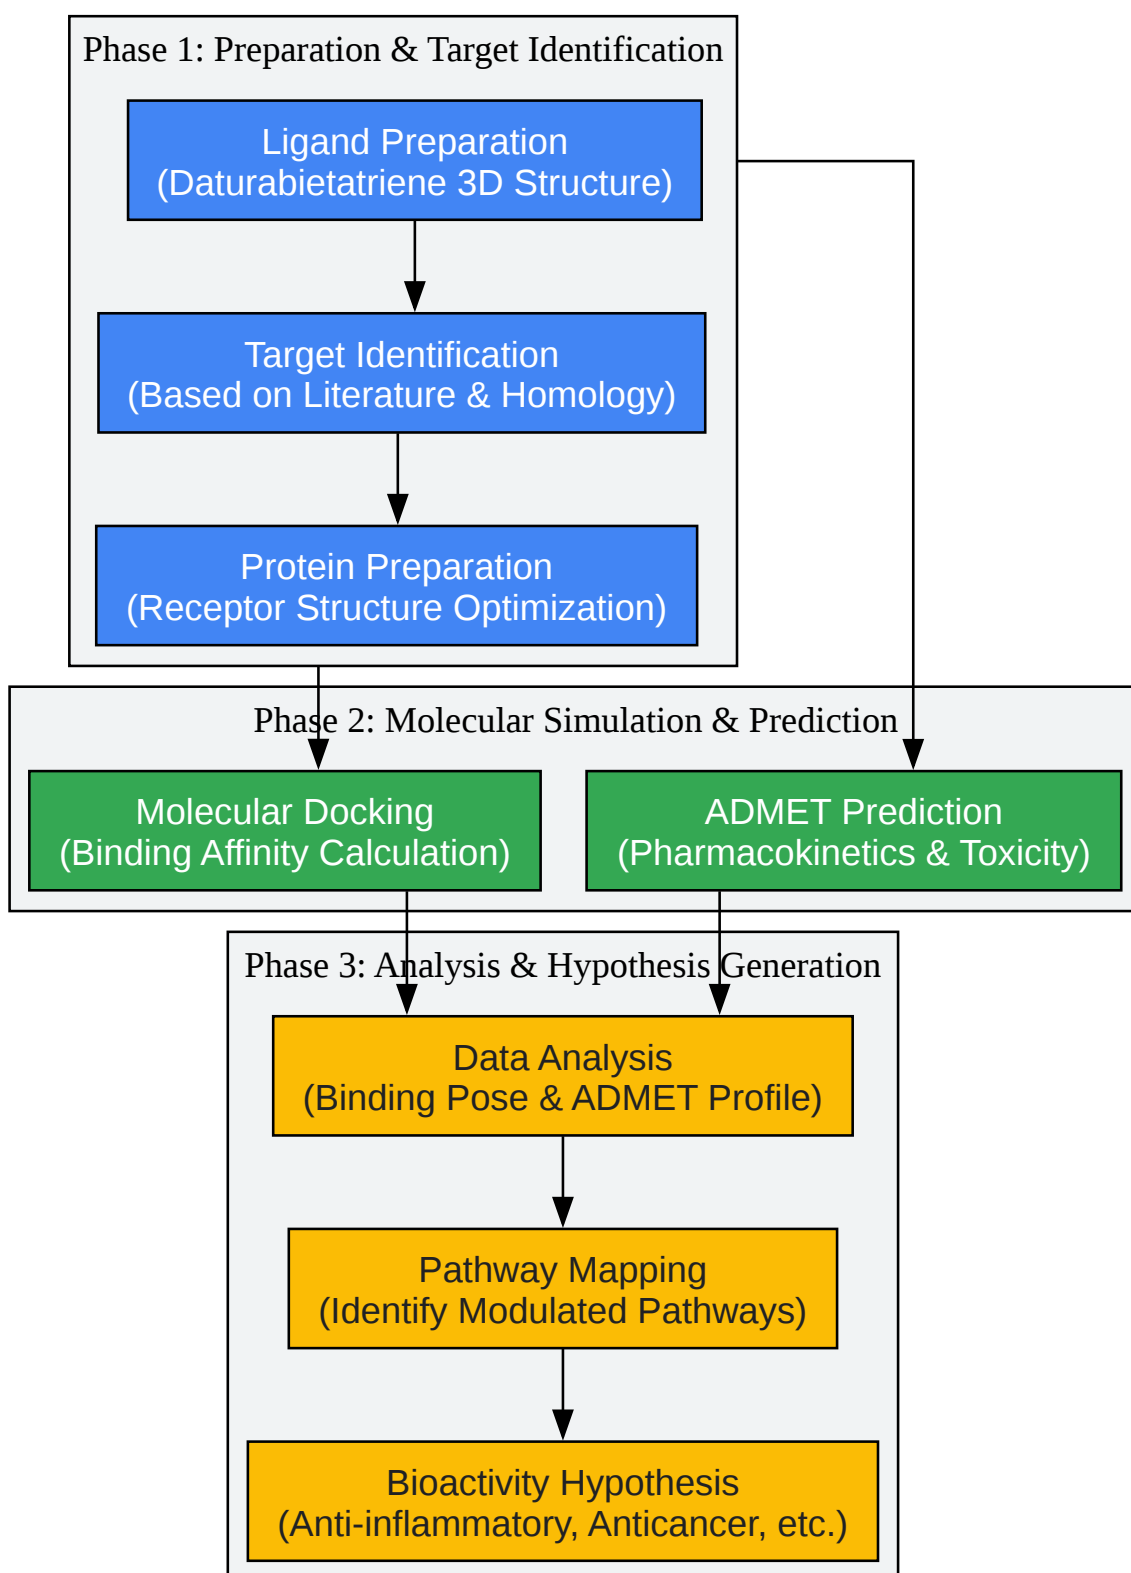 Phase 1: Preparation & Target Identification
Ligand Preparation
(Daturabietatriene 3D Structure)
Target Identification
(Based on Literature & Homology)
Protein Preparation
(Receptor Structure Optimization)
Phase 2: Molecular Simulation & Prediction
Molecular Docking
(Binding Affinity Calculation)
ADMET Prediction
(Pharmacokinetics & Toxicity)
Phase 3: Analysis & Hypothesis Generation
Data Analysis
(Binding Pose & ADMET Profile)
Pathway Mapping
(Identify Modulated Pathways)
Bioactivity Hypothesis
(Anti-inflammatory, Anticancer, etc.)